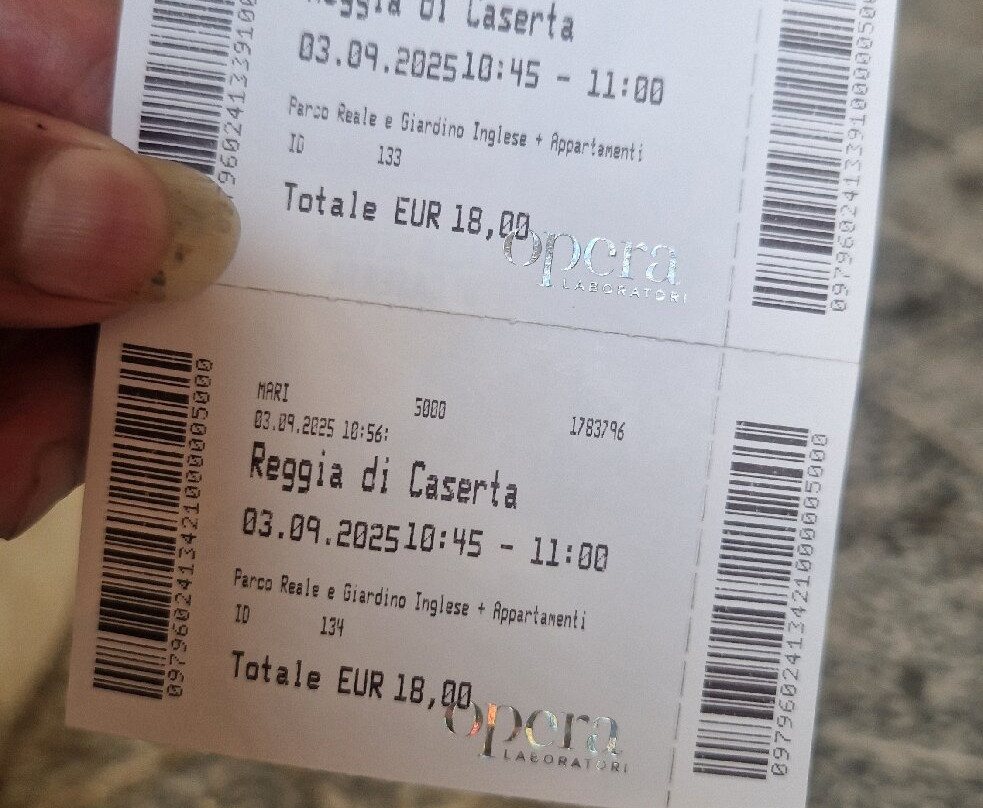 Reggia di Caserta
03.09.2025 10:45 - 11:00
Parco Reale e Giardino Inglese + Appartamenti
ID 133
Totale EUR 18,00
opera
LABORATORI
MARI 5000 1783796
03.09.2025 10:56:
Reggia di Caserta
03.09.2025 10:45 - 11:00
Parco Reale e Giardino Inglese + Appartamenti
ID 134
Totale EUR 18,00
opera
LABORATORI
0979602413421000005000
0979602413421000005000